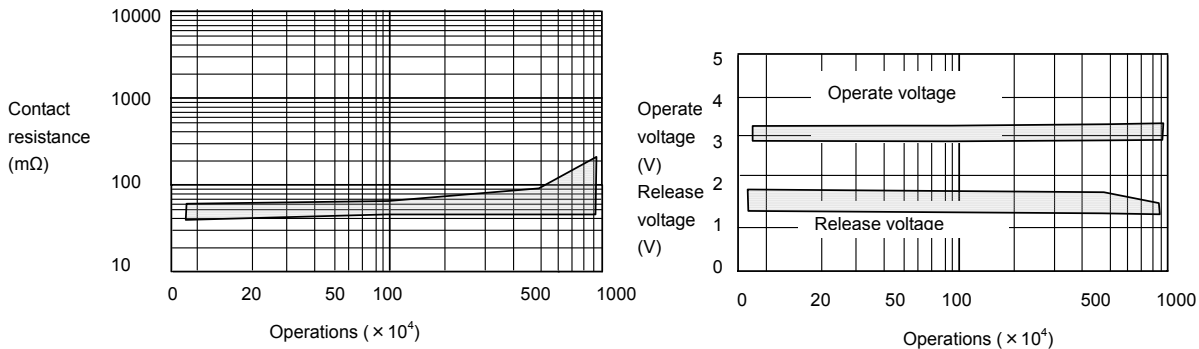 10000
1000
100
10
Contact
resistance
(mΩ)
0 20 50 100 500 1000
Operations (×10⁴)
5
4
3
2
1
0
Operate
voltage
(V)
Release
voltage
(V)
Operate voltage
Release voltage
0 20 50 100 500 1000
Operations (×10⁴)